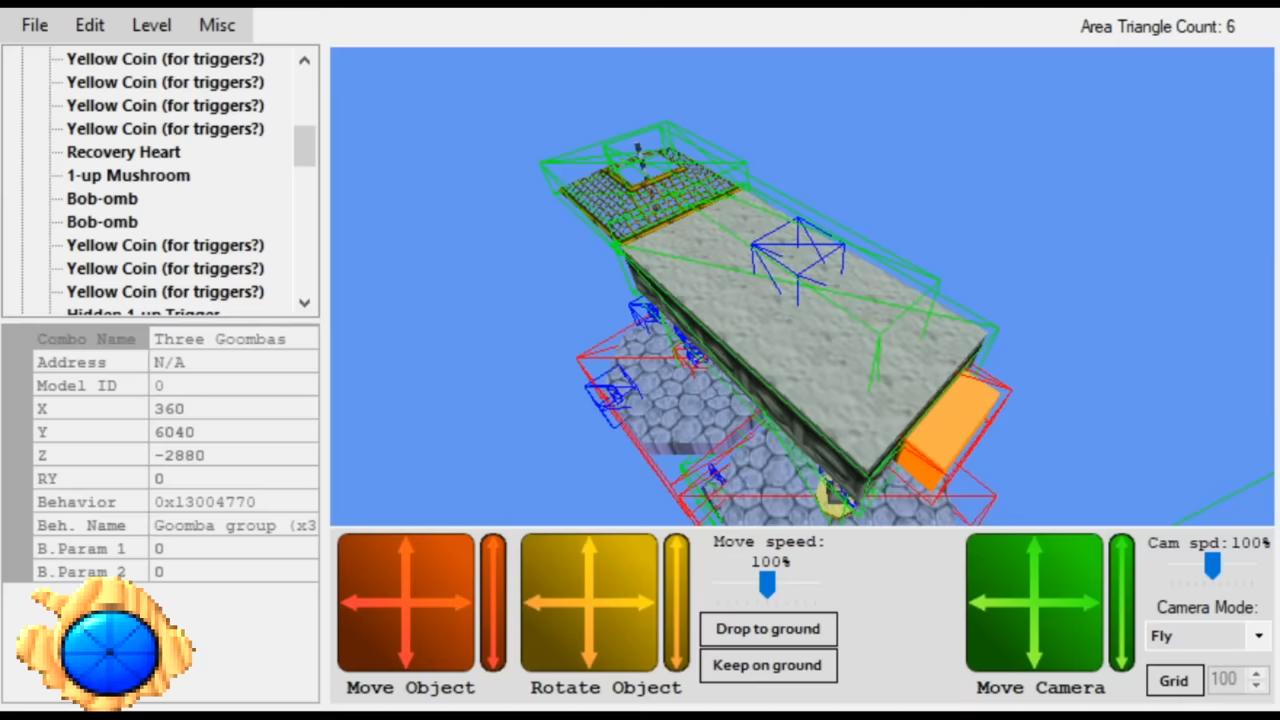 File Edit Level Misc
Area Triangle Count: 6
Yellow Coin (for triggers?)
Yellow Coin (for triggers?)
Yellow Coin (for triggers?)
Yellow Coin (for triggers?)
Recovery Heart
1-up Mushroom
Bob-omb
Bob-omb
Yellow Coin (for triggers?)
Yellow Coin (for triggers?)
Yellow Coin (for triggers?)
Hidden 1-up Trigger
Combo Name Three Goombas
Address N/A
Model ID 0
X 360
Y 6040
Z -2880
RY 0
Behavior 0x13004770
Beh. Name Goomba group (x3
B.Param 1 0
B.Param 2 0
Move Object
Rotate Object
Move speed:
100%
Drop to ground
Keep on ground
Move Camera
Cam spd:100%
Camera Mode:
Fly
Grid 100